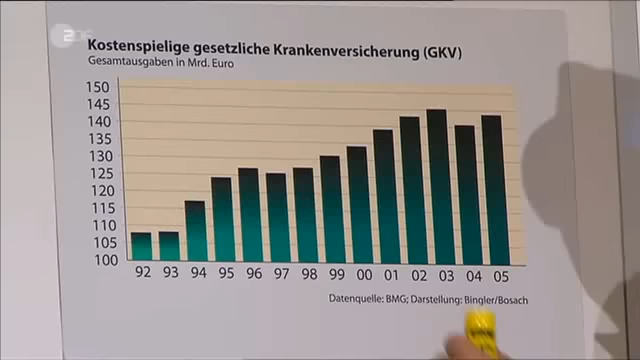 ZDF
Kostenspielige gesetzliche Krankenversicherung (GKV)
Gesamtausgaben in Mrd. Euro
150
145
140
135
130
125
120
115
110
105
100
92 93 94 95 96 97 98 99 00 01 02 03 04 05
Datenquelle: BMG; Darstellung: Bingler/Bosach